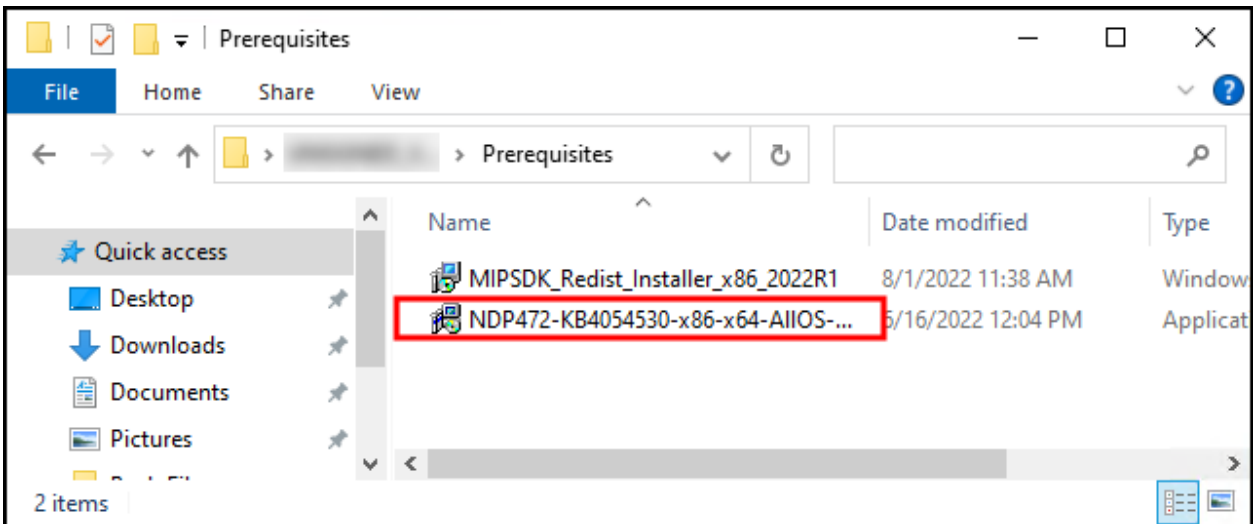 Prerequisites
File Home Share View
Prerequisites
Name Date modified Type
Quick access
Desktop
Downloads
Documents
Pictures
MIPSDK_Redist_Installer_x86_2022R1 8/1/2022 11:38 AM Window
NDP472-KB4054530-x86-x64-AllOS-... 6/16/2022 12:04 PM Applicat
2 items